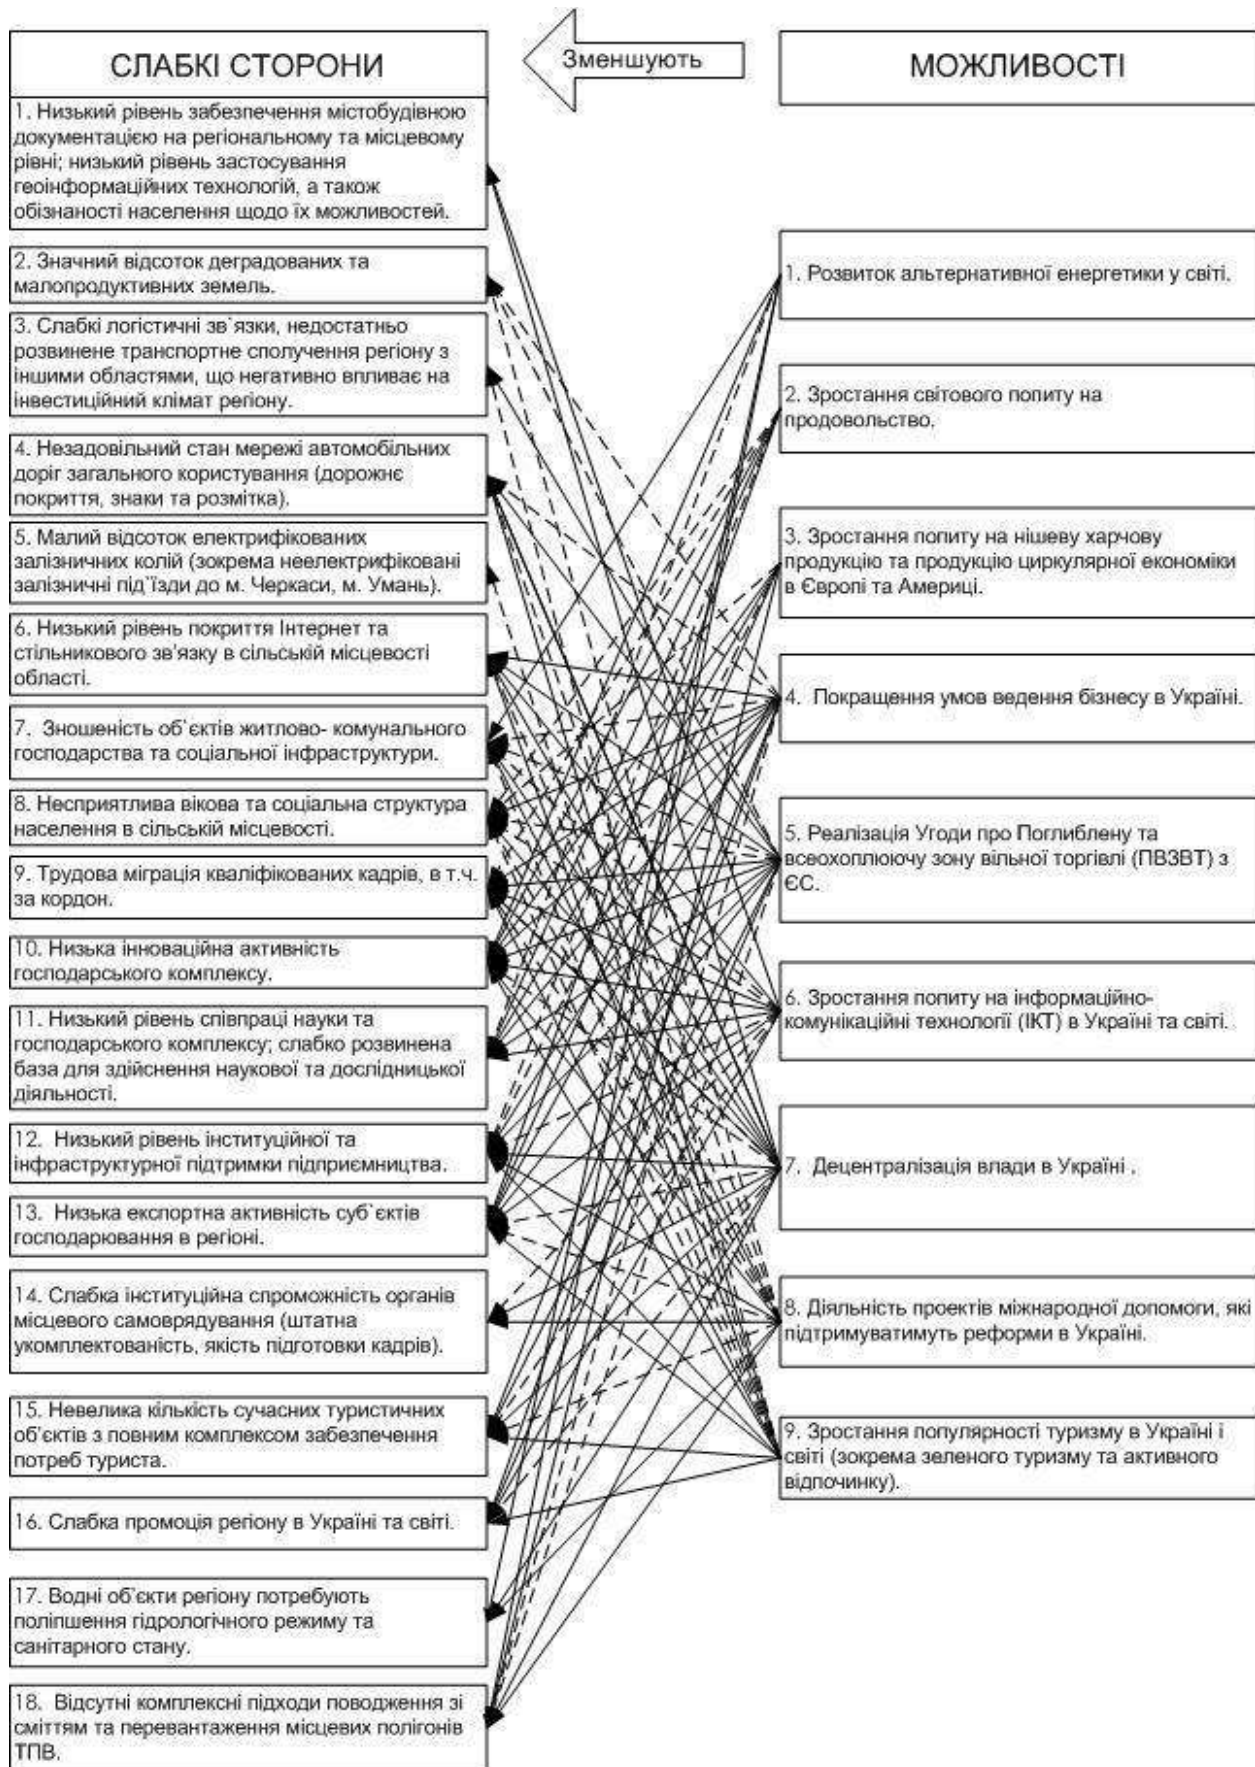 СЛАБКІ СТОРОНИ
Зменшують
МОЖЛИВОСТІ
1. Низький рівень забезпечення містобудівною
документацією на регіональному та місцевому
рівні; низький рівень застосування
геоінформаційних технологій, а також
обізнаності населення щодо їх можливостей.
2. Значний відсоток деградованих та
малопродуктивних земель.
3. Слабкі логістичні зв`язки, недостатньо
розвинене транспортне сполучення регіону з
іншими областями, що негативно впливає на
інвестиційний клімат регіону.
4. Незадовільний стан мережі автомобільних
доріг загального користування (дорожнє
покриття, знаки та розмітка).
5. Малий відсоток електрифікованих
залізничних колій (зокрема неелектрифіковані
залізничні під`їзди до м. Черкаси, м. Умань).
6. Низький рівень покриття Інтернет та
стільникового зв'язку в сільській місцевості
області.
7. Зношеність об`єктів житлово- комунального
господарства та соціальної інфраструктури.
8. Несприятлива вікова та соціальна структура
населення в сільській місцевості.
9. Трудова міграція кваліфікованих кадрів, в т.ч.
за кордон.
10. Низька інноваційна активність
господарського комплексу.
11. Низький рівень співпраці науки та
господарського комплексу; слабко розвинена
база для здійснення наукової та дослідницької
діяльності.
12. Низький рівень інституційної та
інфраструктурної підтримки підприємництва.
13. Низька експортна активність суб`єктів
господарювання в регіоні.
14. Слабка інституційна спроможність органів
місцевого самоврядування (штатна
укомплектованість, якість підготовки кадрів).
15. Невелика кількість сучасних туристичних
об'єктів з повним комплексом забезпечення
потреб туриста.
16. Слабка промоція регіону в Україні та світі.
17. Водні об`єкти регіону потребують
поліпшення гідрологічного режиму та
санітарного стану.
18. Відсутні комплексні підходи поводження зі
сміттям та перевантаження місцевих полігонів
ТПВ.
1. Розвиток альтернативної енергетики у світі.
2. Зростання світового попиту на
продовольство.
3. Зростання попиту на нішеву харчову
продукцію та продукцію циркулярної економіки
в Європі та Америці.
4. Покращення умов ведення бізнесу в Україні.
5. Реалізація Угоди про Поглиблену та
всеохоплюючу зону вільної торгівлі (ПВЗВТ) з
ЄС.
6. Зростання попиту на інформаційно-
комунікаційні технології (ІКТ) в Україні та світі.
7. Децентралізація влади в Україні .
8. Діяльність проектів міжнародної допомоги, які
підтримуватимуть реформи в Україні.
9. Зростання популярності туризму в Україні і
світі (зокрема зеленого туризму та активного
відпочинку).